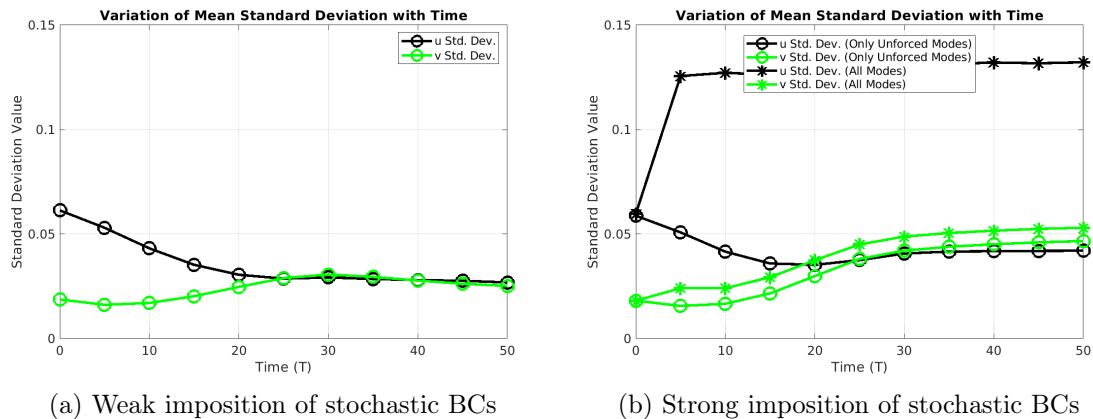 Variation of Mean Standard Deviation with Time
0.15
0.1
0.05
0
Standard Deviation Value
u Std. Dev.
v Std. Dev.
0 10 20 30 40 50
Time (T)
(a) Weak imposition of stochastic BCs
Variation of Mean Standard Deviation with Time
0.15
0.1
0.05
0
Standard Deviation Value
u Std. Dev. (Only Unforced Modes)
v Std. Dev. (Only Unforced Modes)
u Std. Dev. (All Modes)
v Std. Dev. (All Modes)
0 10 20 30 40 50
Time (T)
(b) Strong imposition of stochastic BCs